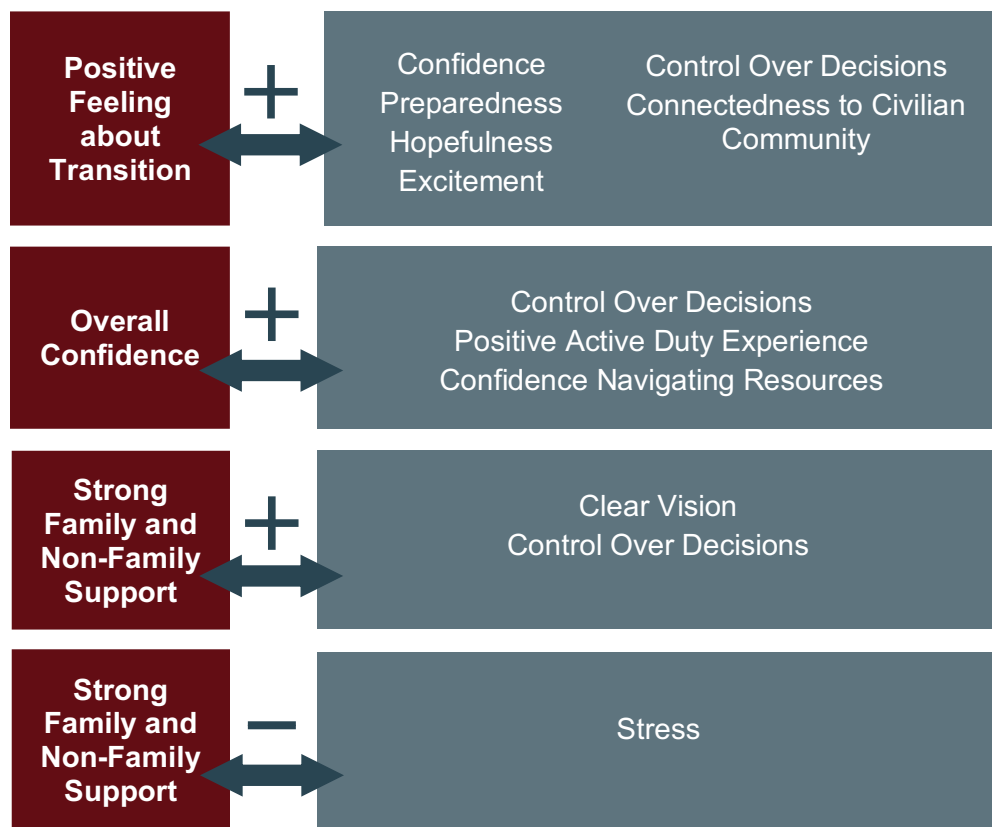 Positive
Feeling
about
Transition
+
Confidence
Preparedness
Hopefulness
Excitement
Control Over Decisions
Connectedness to Civilian
Community
Overall
Confidence
+
Control Over Decisions
Positive Active Duty Experience
Confidence Navigating Resources
Strong
Family and
Non-Family
Support
+
Clear Vision
Control Over Decisions
Strong
Family and
Non-Family
Support
−
Stress